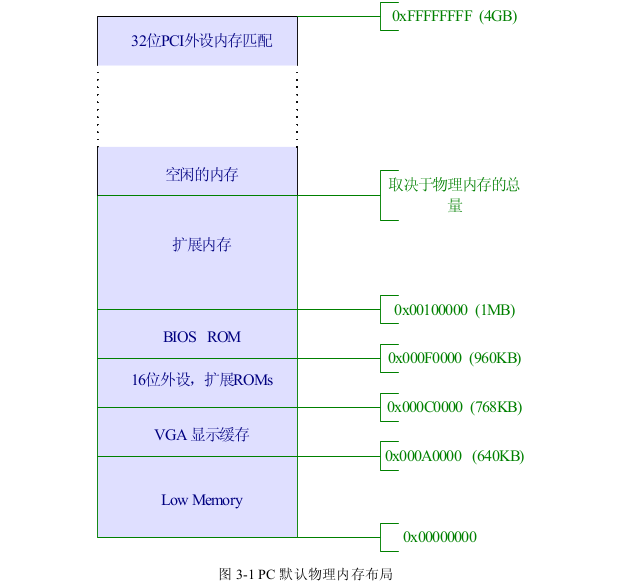 0xFFFFFFFF (4GB)
32位PCI外设内存匹配
空闲的内存
取决于物理内存的总
量
扩展内存
0x00100000 (1MB)
BIOS ROM
0x000F0000 (960KB)
16位外设，扩展ROMs
0x000C0000 (768KB)
VGA 显示缓存
0x000A0000 (640KB)
Low Memory
0x00000000
图 3-1 PC 默认物理内存布局